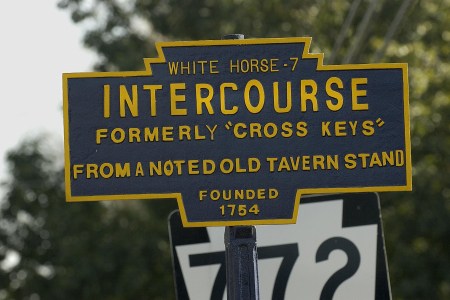 WHITE HORSE-7
INTERCOURSE
FORMERLY "CROSS KEYS"
FROM A NOTED OLD TAVERN STAND
FOUNDED
1754
772